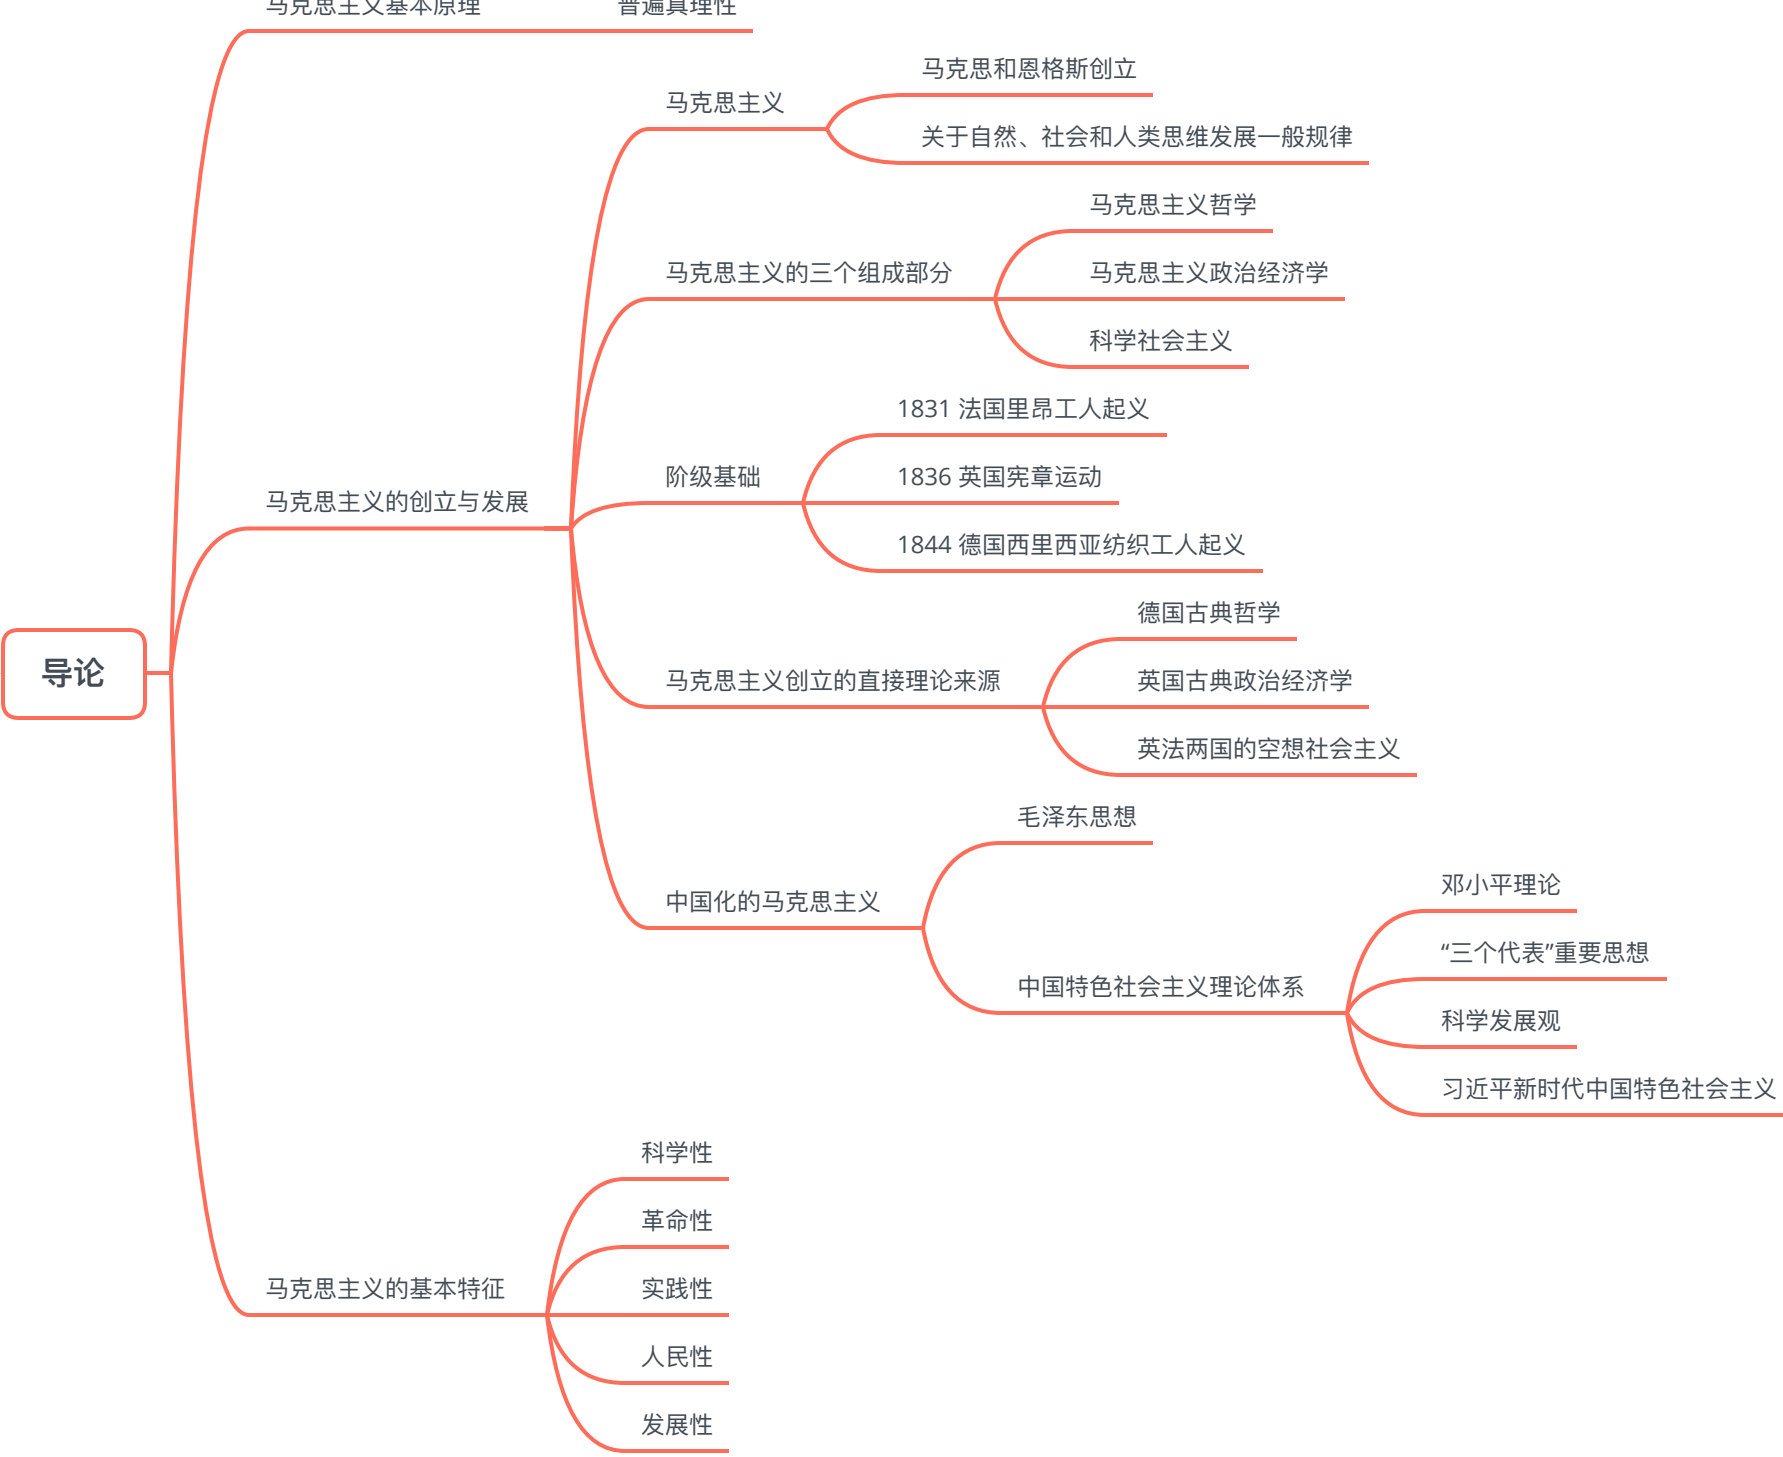 马克思主义基本原理
普遍真理性
马克思和恩格斯创立
马克思主义
关于自然、社会和人类思维发展一般规律
马克思主义哲学
马克思主义的三个组成部分
马克思主义政治经济学
科学社会主义
1831 法国里昂工人起义
阶级基础
1836 英国宪章运动
马克思主义的创立与发展
1844 德国西里西亚纺织工人起义
德国古典哲学
导论
马克思主义创立的直接理论来源
英国古典政治经济学
英法两国的空想社会主义
毛泽东思想
中国化的马克思主义
邓小平理论
“三个代表”重要思想
中国特色社会主义理论体系
科学发展观
习近平新时代中国特色社会主义
科学性
革命性
马克思主义的基本特征
实践性
人民性
发展性